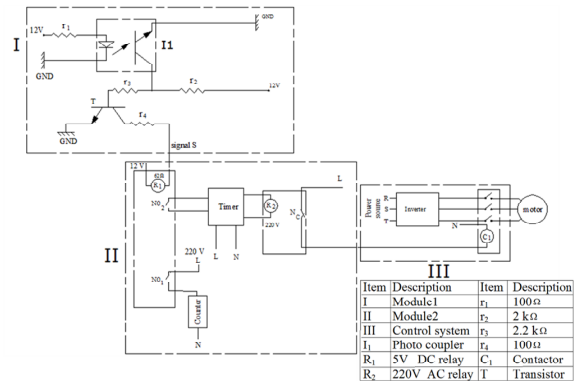 GND
12V r1
I
I1
GND
r3 r2 12V
T
r4
GND
signal S
12 V
62Ω
R1
L
NO2
Timer
R2
220 V
NC
L N
II
220 V
L
NO1
Counter
N
Power source
R
S
T
Inverter
N
C1
motor
III
Item Description Item Description
I Module1 r1 100Ω
II Module2 r2 2 kΩ
III Control system r3 2.2 kΩ
I1 Photo coupler r4 100Ω
R1 5V DC relay C1 Contactor
R2 220V AC relay T Transistor